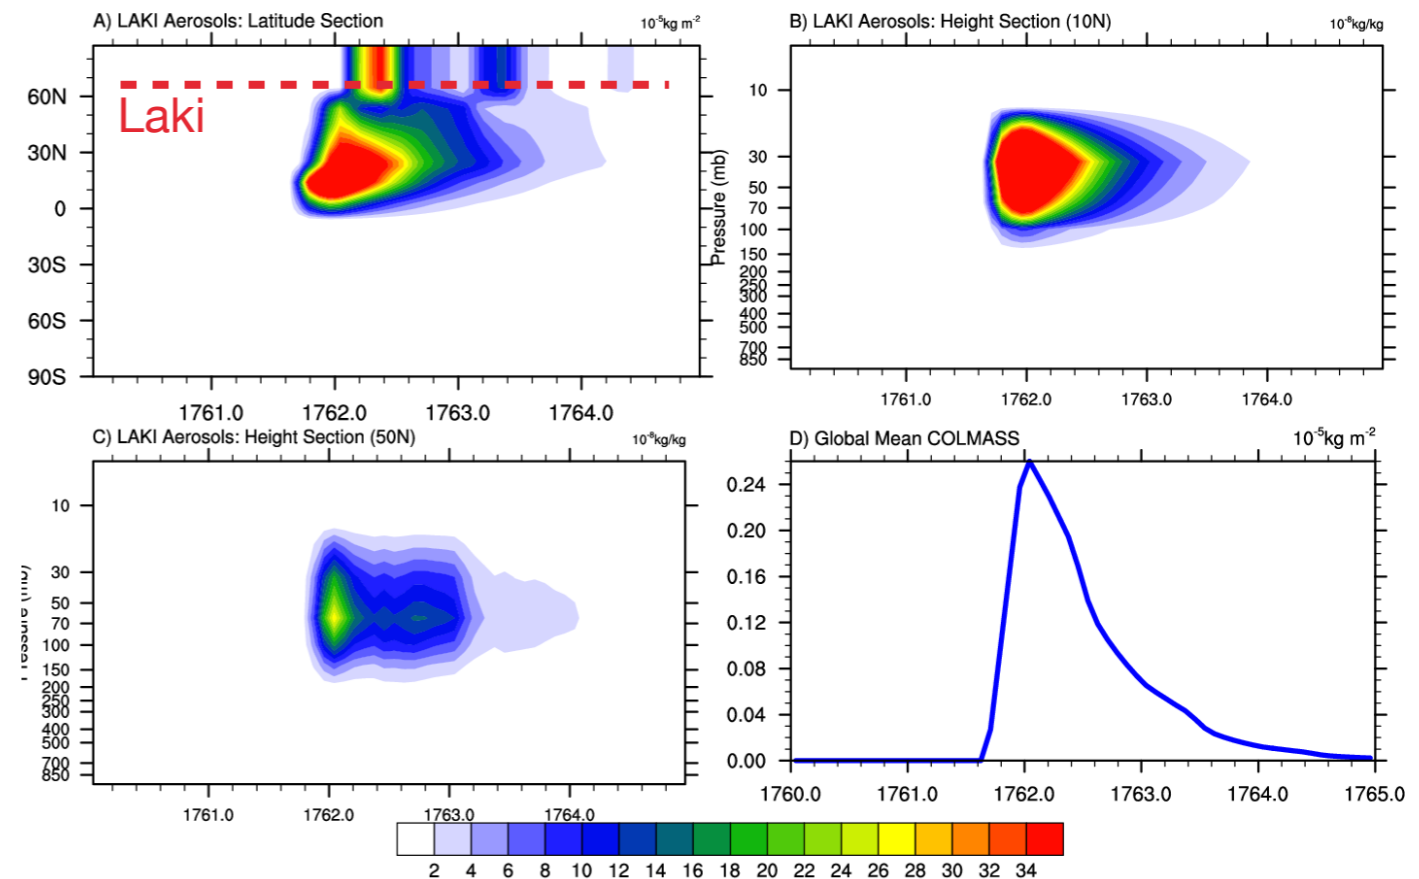 A) LAKI Aerosols: Latitude Section
10-5kg m-2
60N
30N
0
30S
60S
90S
Laki
1761.0 1762.0 1763.0 1764.0
B) LAKI Aerosols: Height Section (10N)
10-8kg/kg
Pressure (mb)
10
30
50
70
100
150
200
250
300
400
500
700
850
1761.0 1762.0 1763.0 1764.0
C) LAKI Aerosols: Height Section (50N)
10-8kg/kg
10
30
50
70
100
150
200
250
300
400
500
700
850
1761.0 1762.0 1763.0 1764.0
D) Global Mean COLMASS
10-5kg m-2
0.24
0.20
0.16
0.12
0.08
0.04
0.00
1760.0 1761.0 1762.0 1763.0 1764.0 1765.0
2 4 6 8 10 12 14 16 18 20 22 24 26 28 30 32 34